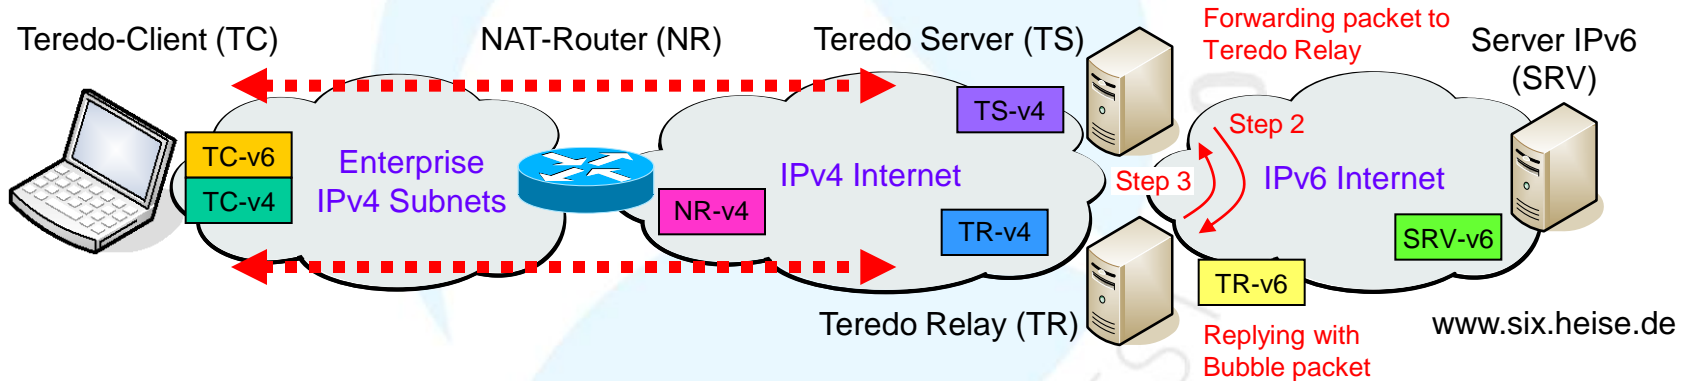 Teredo-Client (TC)
NAT-Router (NR)
Teredo Server (TS)
Forwarding packet to
Teredo Relay
Server IPv6
(SRV)
TC-v6
TC-v4
Enterprise
IPv4 Subnets
NR-v4
IPv4 Internet
TS-v4
TR-v4
Step 2
Step 3
IPv6 Internet
SRV-v6
TR-v6
Teredo Relay (TR)
Replying with
Bubble packet
www.six.heise.de